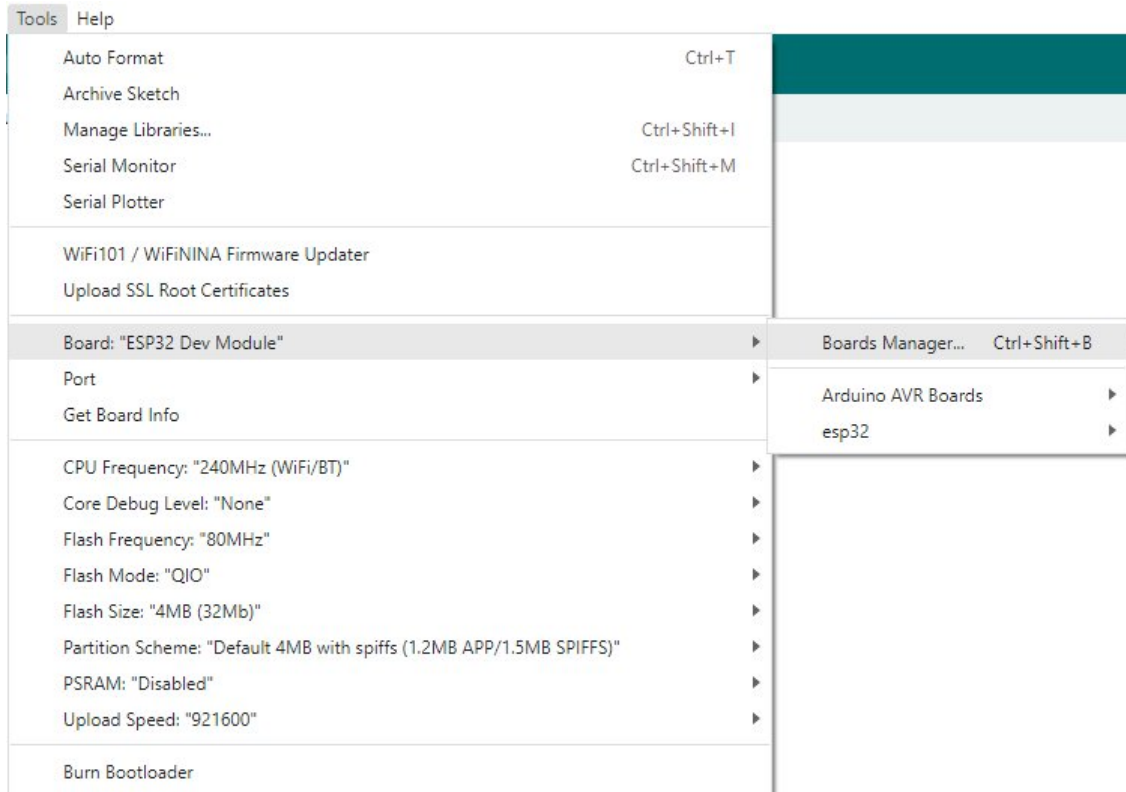 Tools Help
Auto Format Ctrl+T
Archive Sketch
Manage Libraries... Ctrl+Shift+I
Serial Monitor Ctrl+Shift+M
Serial Plotter
WiFi101 / WiFiNINA Firmware Updater
Upload SSL Root Certificates
Board: "ESP32 Dev Module"
Port
Get Board Info
CPU Frequency: "240MHz (WiFi/BT)"
Core Debug Level: "None"
Flash Frequency: "80MHz"
Flash Mode: "QIO"
Flash Size: "4MB (32Mb)"
Partition Scheme: "Default 4MB with spiffs (1.2MB APP/1.5MB SPIFFS)"
PSRAM: "Disabled"
Upload Speed: "921600"
Burn Bootloader
Boards Manager... Ctrl+Shift+B
Arduino AVR Boards
esp32